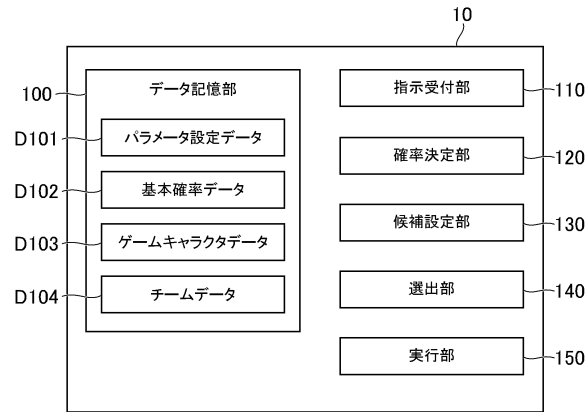 10
100
データ記憶部
D101
パラメータ設定データ
D102
基本確率データ
D103
ゲームキャラクタデータ
D104
チームデータ
指示受付部
110
確率決定部
120
候補設定部
130
選出部
140
実行部
150